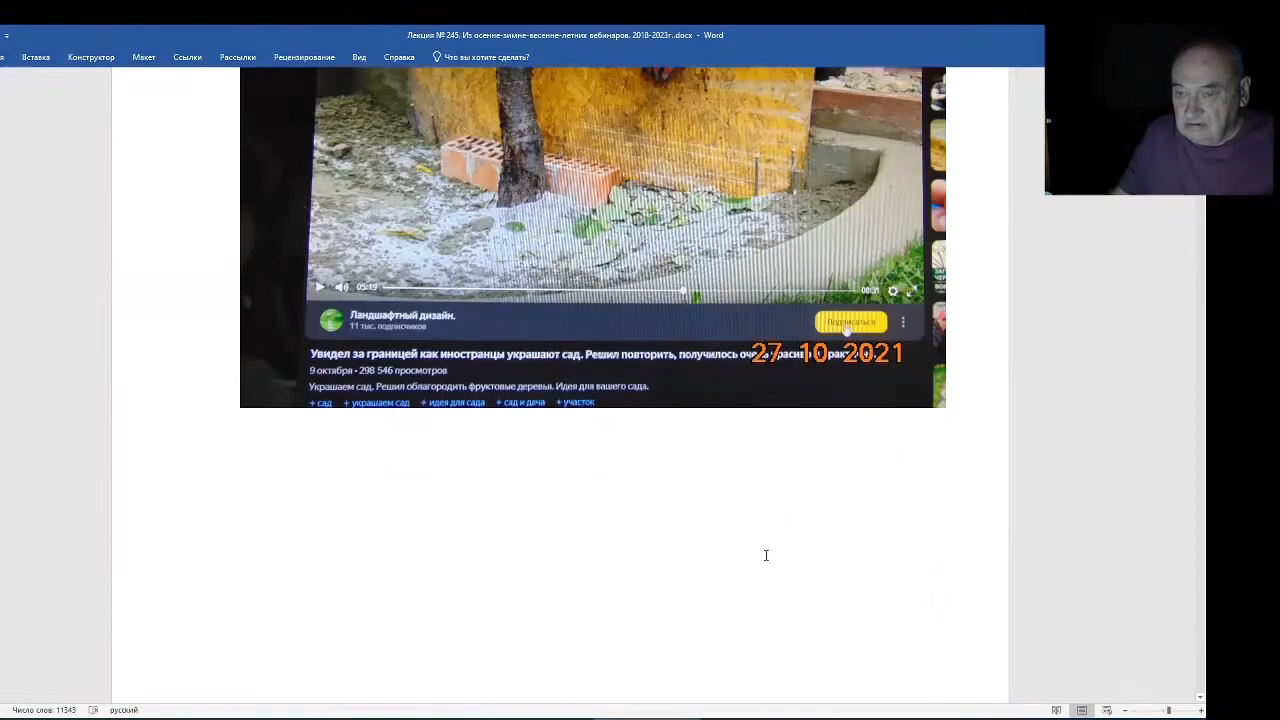 Лекция № 245. Из осенне-зимне-весенне-летних вебинаров. 2018-2023г..docx - Word
я Вставка Конструктор Макет Ссылки Рассылки Рецензирование Вид Справка Что вы хотите сделать?
05:19 08:31
Ландшафтный дизайн.
11 тыс. подписчиков
Подписаться
Увидел за границей как иностранцы украшают сад. Решил повторить, получилось
27 10 2021
9 октября • 298 546 просмотров
Украшаем сад. Решил облагородить фруктовые деревья. Идея для вашего сада.
+ сад + украшаем сад + идея для сада + сад и дача + участок
Число слов: 11343 русский